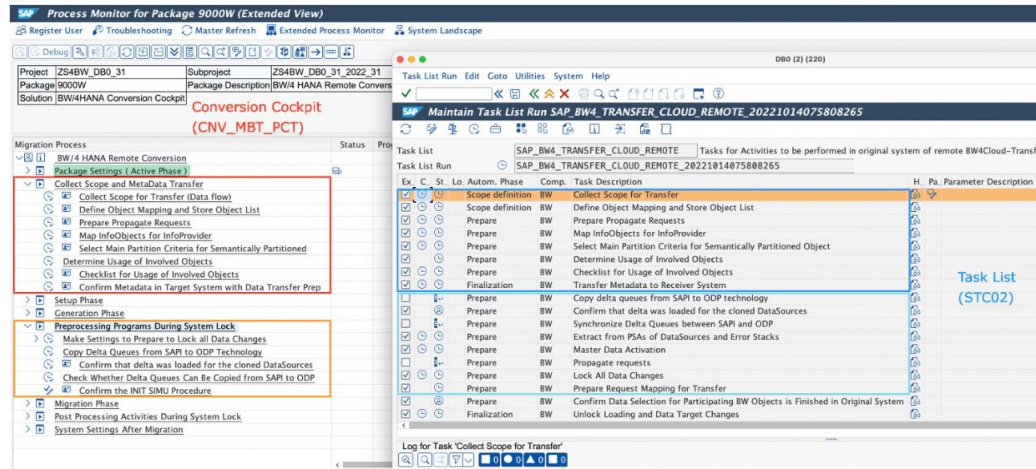 SAP Process Monitor for Package 9000W (Extended View)
Register User Troubleshooting Master Refresh Extended Process Monitor System Landscape
Debug
Project ZS4BW_DB0_31 Subproject ZS4BW_DB0_31_2022_31
Package 9000W Package Description BW/4 HANA Remote Convers
Solution BW/4HANA Conversion Cockpit
Conversion Cockpit
(CNV_MBT_PCT)
Migration Process Status Pro
BW/4 HANA Remote Conversion
Package Settings ( Active Phase )
Collect Scope and MetaData Transfer
Collect Scope for Transfer (Data flow)
Define Object Mapping and Store Object List
Prepare Propagate Requests
Map InfoObjects for InfoProvider
Select Main Partition Criteria for Semantically Partitioned
Determine Usage of Involved Objects
Checklist for Usage of Involved Objects
Confirm Metadata in Target System with Data Transfer Prep
Setup Phase
Generation Phase
Preprocessing Programs During System Lock
Make Settings to Prepare to Lock all Data Changes
Copy Delta Queues from SAPI to ODP Technology
Confirm that delta was loaded for the cloned DataSources
Check Whether Delta Queues Can Be Copied from SAPI to ODP
Confirm the INIT SIMU Procedure
Migration Phase
Post Processing Activities During System Lock
System Settings After Migration
DB0 (2) (220)
Task List Run Edit Goto Utilities System Help
SAP Maintain Task List Run SAP_BW4_TRANSFER_CLOUD_REMOTE_20221014075808265
Task List SAP_BW4_TRANSFER_CLOUD_REMOTE Tasks for Activities to be performed in original system of remote BW4Cloud-Transf
Task List Run SAP_BW4_TRANSFER_CLOUD_REMOTE_20221014075808265
Ex. C. St. Lo. Autom. Phase Comp. Task Description H. Pa. Parameter Description
Scope definition BW Collect Scope for Transfer
Scope definition BW Define Object Mapping and Store Object List
Prepare BW Prepare Propagate Requests
Prepare BW Map InfoObjects for InfoProvider
Prepare BW Select Main Partition Criteria for Semantically Partitioned Object
Prepare BW Determine Usage of Involved Objects
Prepare BW Checklist for Usage of Involved Objects
Finalization BW Transfer Metadata to Receiver System
Prepare BW Copy delta queues from SAPI to ODP technology
Prepare BW Confirm that delta was loaded for the cloned DataSources
Prepare BW Synchronize Delta Queues between SAPI and ODP
Prepare BW Extract from PSAs of DataSources and Error Stacks
Prepare BW Master Data Activation
Prepare BW Propagate requests
Prepare BW Lock All Data Changes
Prepare BW Prepare Request Mapping for Transfer
Prepare BW Confirm Data Selection for Participating BW Objects is Finished in Original System
Finalization BW Unlock Loading and Data Target Changes
Task List
(STC02)
Log for Task 'Collect Scope for Transfer'
0 0 0 0